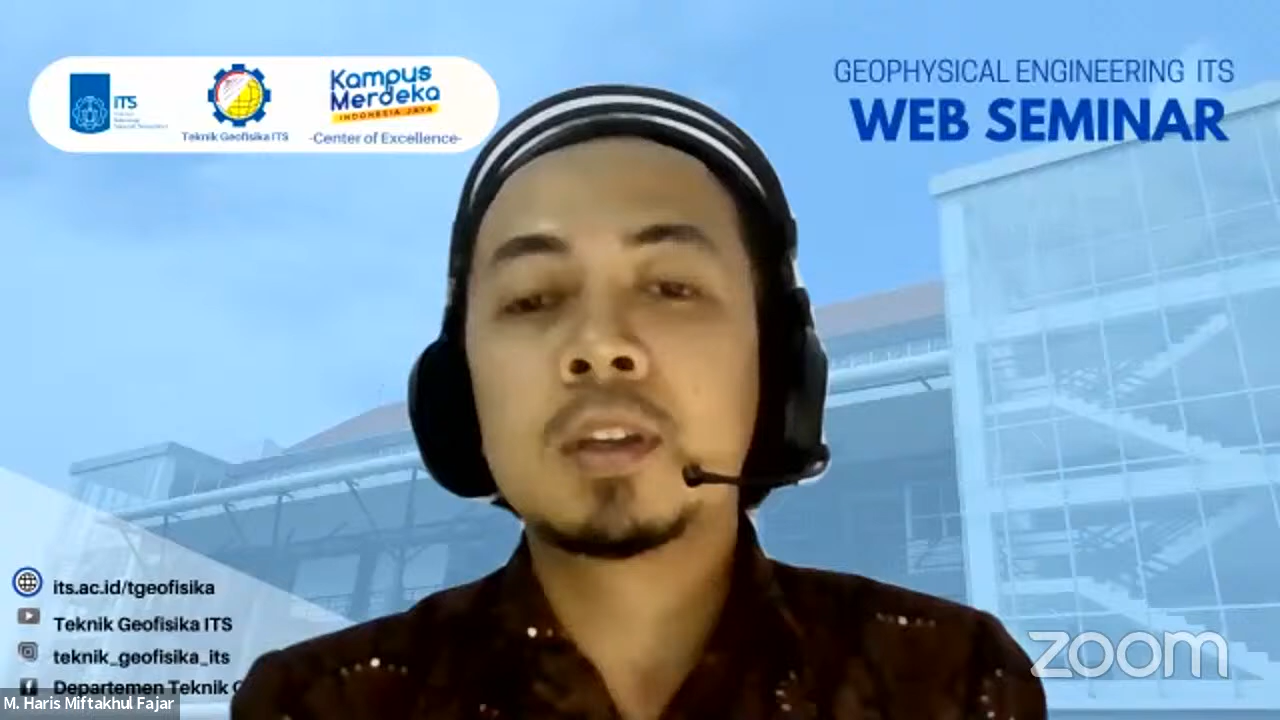 ITS
Teknik Geofisika ITS
Kampus
Merdeka
INDONESIA JAYA
-Center of Excellence-
GEOPHYSICAL ENGINEERING ITS
WEB SEMINAR
its.ac.id/tgeofisika
Teknik Geofisika ITS
teknik_geofisika_its
Departemen Teknik
M. Haris Miftakhul Fajar
zoom